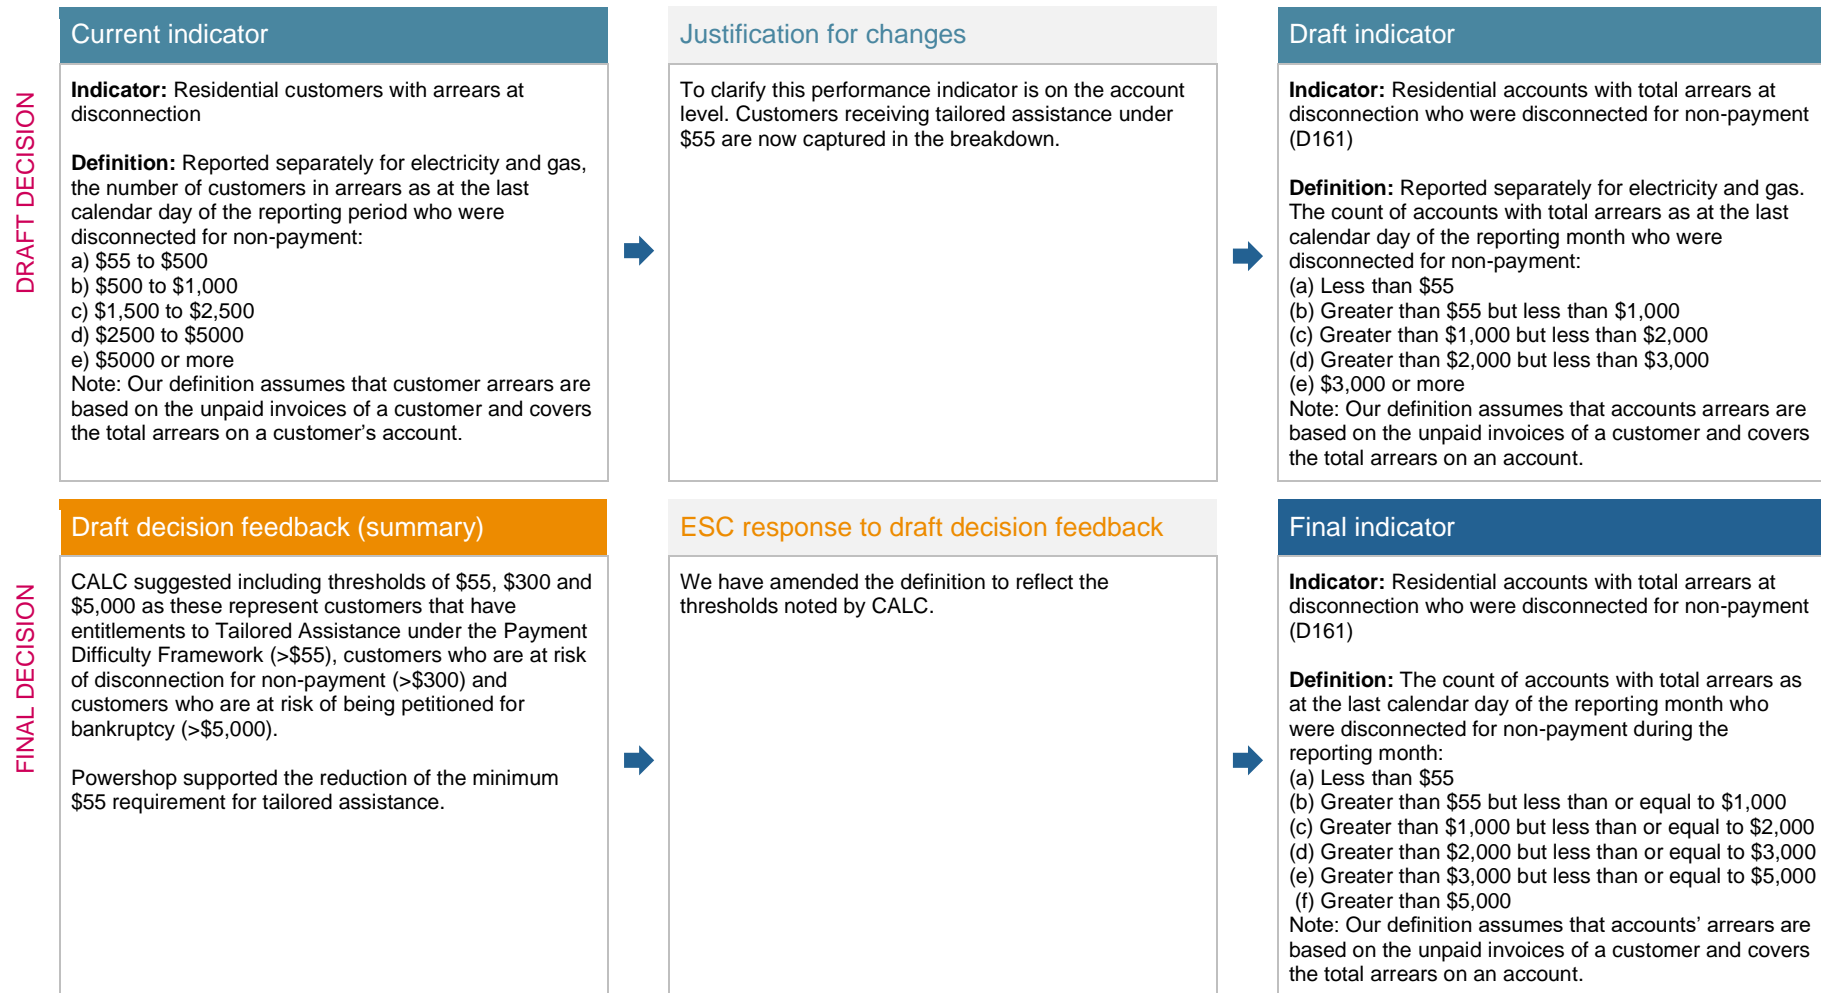 DRAFT DECISION
Current indicator
Indicator: Residential customers with arrears at
disconnection
Definition: Reported separately for electricity and gas,
the number of customers in arrears as at the last
calendar day of the reporting period who were
disconnected for non-payment:
a) $55 to $500
b) $500 to $1,000
c) $1,500 to $2,500
d) $2500 to $5000
e) $5000 or more
Note: Our definition assumes that customer arrears are
based on the unpaid invoices of a customer and covers
the total arrears on a customer's account.
Justification for changes
To clarify this performance indicator is on the account
level. Customers receiving tailored assistance under
$55 are now captured in the breakdown.
Draft indicator
Indicator: Residential accounts with total arrears at
disconnection who were disconnected for non-payment
(D161)
Definition: Reported separately for electricity and gas.
The count of accounts with total arrears as at the last
calendar day of the reporting month who were
disconnected for non-payment:
(a) Less than $55
(b) Greater than $55 but less than $1,000
(c) Greater than $1,000 but less than $2,000
(d) Greater than $2,000 but less than $3,000
(e) $3,000 or more
Note: Our definition assumes that accounts arrears are
based on the unpaid invoices of a customer and covers
the total arrears on an account.
FINAL DECISION
Draft decision feedback (summary)
CALC suggested including thresholds of $55, $300 and
$5,000 as these represent customers that have
entitlements to Tailored Assistance under the Payment
Difficulty Framework (>$55), customers who are at risk
of disconnection for non-payment (>$300) and
customers who are at risk of being petitioned for
bankruptcy (>$5,000).
Powershop supported the reduction of the minimum
$55 requirement for tailored assistance.
ESC response to draft decision feedback
We have amended the definition to reflect the
thresholds noted by CALC.
Final indicator
Indicator: Residential accounts with total arrears at
disconnection who were disconnected for non-payment
(D161)
Definition: The count of accounts with total arrears as
at the last calendar day of the reporting month who
were disconnected for non-payment during the
reporting month:
(a) Less than $55
(b) Greater than $55 but less than or equal to $1,000
(c) Greater than $1,000 but less than or equal to $2,000
(d) Greater than $2,000 but less than or equal to $3,000
(e) Greater than $3,000 but less than or equal to $5,000
(f) Greater than $5,000
Note: Our definition assumes that accounts' arrears are
based on the unpaid invoices of a customer and covers
the total arrears on an account.